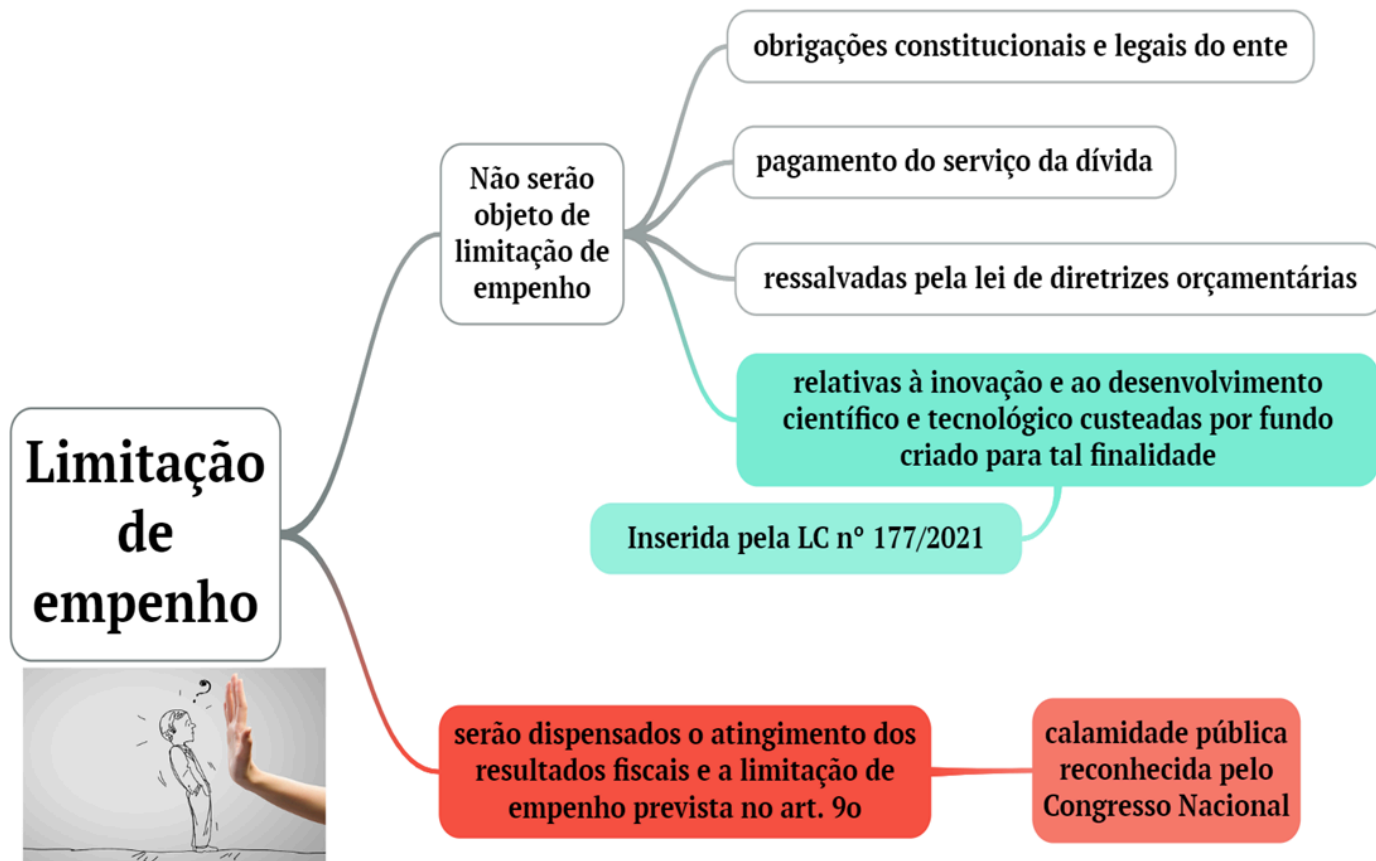 obrigações constitucionais e legais do ente
pagamento do serviço da dívida
Não serão
objeto de
limitação de
empenho
ressalvadas pela lei de diretrizes orçamentárias
relativas à inovação e ao desenvolvimento
científico e tecnológico custeadas por fundo
criado para tal finalidade
Inserida pela LC nº 177/2021
Limitação
de
empenho
?
serão dispensados o atingimento dos
resultados fiscais e a limitação de
empenho prevista no art. 9o
calamidade pública
reconhecida pelo
Congresso Nacional